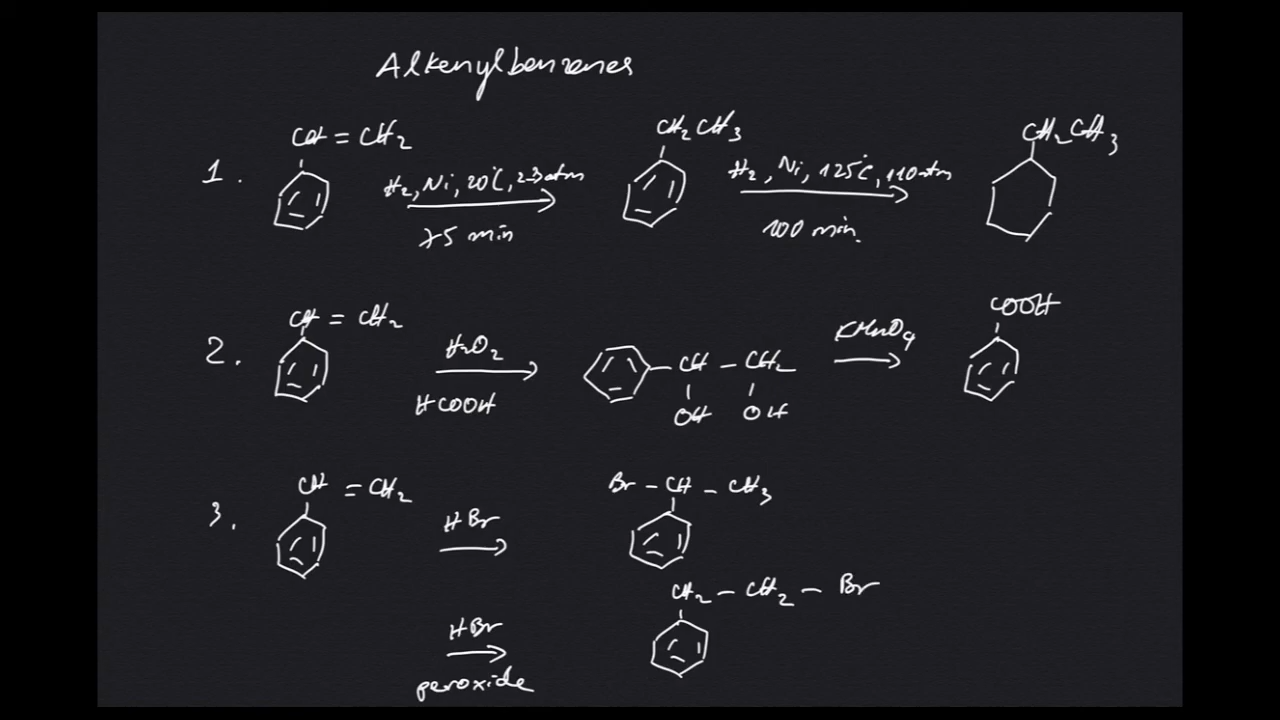 Alkenylbenzenes
1.
CH = CH2
H2, Ni, 20°C, 2-3 atm
75 min
CH2CH3
H2, Ni, 125°C, 110 atm
100 min.
CH2CH3
2.
CH = CH2
H2O2
HCOOH
CH – CH2
OH OH
KMnO4
COOH
3.
CH = CH2
HBr
Br – CH – CH3
HBr
peroxide
CH2 – CH2 – Br